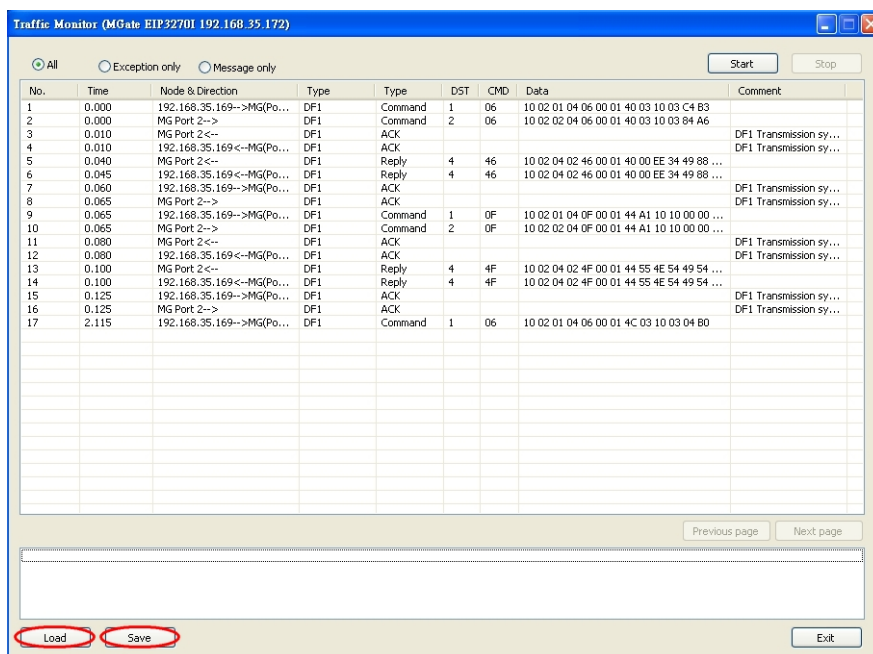 Traffic Monitor (MGate EIP3270I 192.168.35.172)
All Exception only Message only Start Stop
No. Time Node & Direction Type Type DST CMD Data Comment
1 0.000 192.168.35.169-->MG(Po... DF1 Command 1 06 10 02 01 04 06 00 01 40 03 10 03 C4 B3
2 0.000 MG Port 2--> DF1 Command 2 06 10 02 02 04 06 00 01 40 03 10 03 84 A6
3 0.010 MG Port 2<-- DF1 ACK DF1 Transmission sy...
4 0.010 192.168.35.169<--MG(Po... DF1 ACK DF1 Transmission sy...
5 0.040 MG Port 2<-- DF1 Reply 4 46 10 02 04 02 46 00 01 40 00 EE 34 49 88 ...
6 0.045 192.168.35.169<--MG(Po... DF1 Reply 4 46 10 02 04 02 46 00 01 40 00 EE 34 49 88 ...
7 0.060 192.168.35.169-->MG(Po... DF1 ACK DF1 Transmission sy...
8 0.065 MG Port 2--> DF1 ACK DF1 Transmission sy...
9 0.065 192.168.35.169-->MG(Po... DF1 Command 1 0F 10 02 01 04 0F 00 01 44 A1 10 10 00 00 ...
10 0.065 MG Port 2--> DF1 Command 2 0F 10 02 02 04 0F 00 01 44 A1 10 10 00 00 ...
11 0.080 MG Port 2<-- DF1 ACK DF1 Transmission sy...
12 0.080 192.168.35.169<--MG(Po... DF1 ACK DF1 Transmission sy...
13 0.100 MG Port 2<-- DF1 Reply 4 4F 10 02 04 02 4F 00 01 44 55 4E 54 49 54 ...
14 0.100 192.168.35.169<--MG(Po... DF1 Reply 4 4F 10 02 04 02 4F 00 01 44 55 4E 54 49 54 ...
15 0.125 192.168.35.169-->MG(Po... DF1 ACK DF1 Transmission sy...
16 0.125 MG Port 2--> DF1 ACK DF1 Transmission sy...
17 2.115 192.168.35.169-->MG(Po... DF1 Command 1 06 10 02 01 04 06 00 01 4C 03 10 03 04 B0
Previous page Next page
Load Save Exit